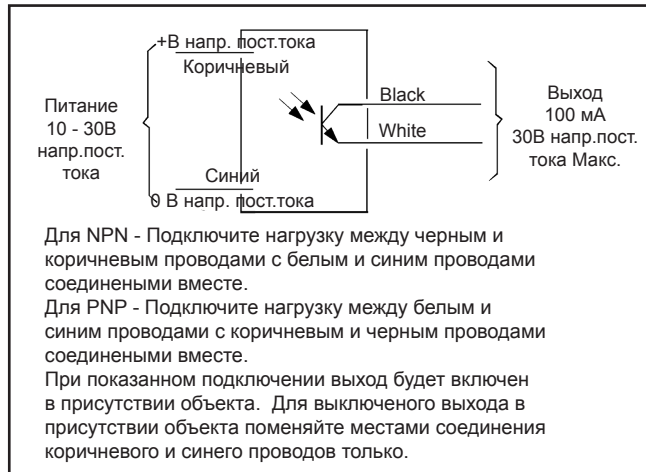 +В напр. пост.тока
Коричневый
Питание
10 - 30В
напр.пост.
тока
Black
White
Выход
100 мА
30В напр.пост.
тока Макс.
Синий
0 В напр. пост.тока
Для NPN - Подключите нагрузку между черным и
коричневым проводами с белым и синим проводами
соединеными вместе.
Для PNP - Подключите нагрузку между белым и
синим проводами с коричневым и черным проводами
соединеными вместе.
При показанном подключении выход будет включен
в присутствии объекта. Для выключеного выхода в
присутствии объекта поменяйте местами соединения
коричневого и синего проводов только.